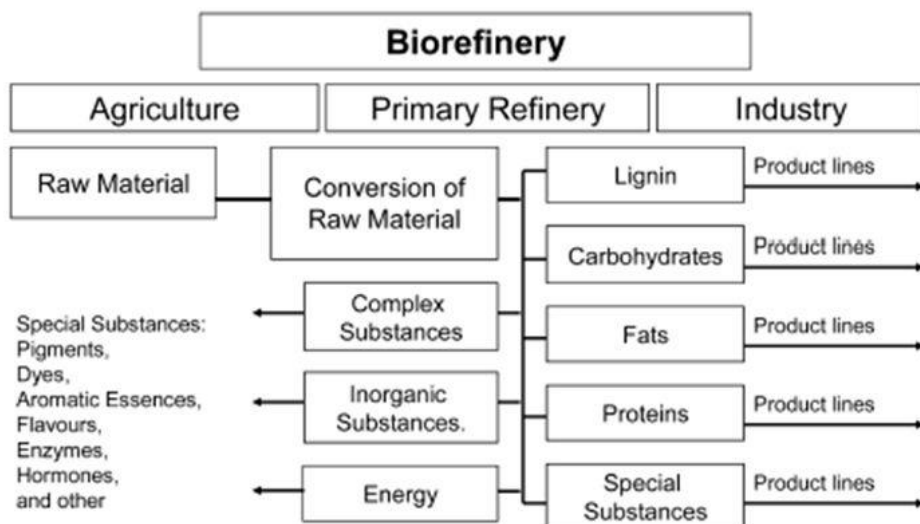 Biorefinery
Agriculture
Primary Refinery
Industry
Raw Material
Conversion of
Raw Material
Lignin
Product lines
Carbohydrates
Product lines
Complex
Substances
Fats
Product lines
Special Substances:
Pigments,
Dyes,
Aromatic Essences,
Flavours,
Enzymes,
Hormones,
and other
Inorganic
Substances.
Proteins
Product lines
Energy
Special
Substances
Product lines